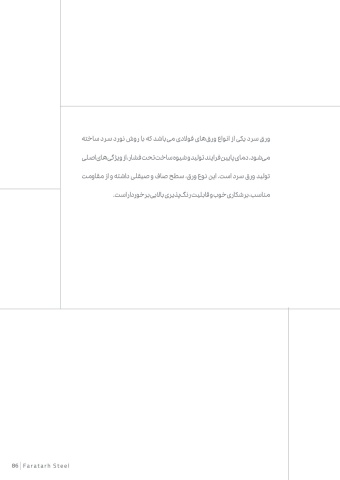 ورق سرد یکی از انواع ورق‌های فولادی می‌باشد که با روش نورد سرد ساخته
می‌شود. دمای پایین فرایند تولید و شیوه ساخت تحت فشار، از ویژگی‌های اصلی
تولید ورق سرد است. این نوع ورق، سطح صاف و صیقلی داشته و از مقاومت
مناسب، برشکاری خوب و قابلیت رنگ‌پذیری بالایی برخوردار است.
86 | Faratarh Steel